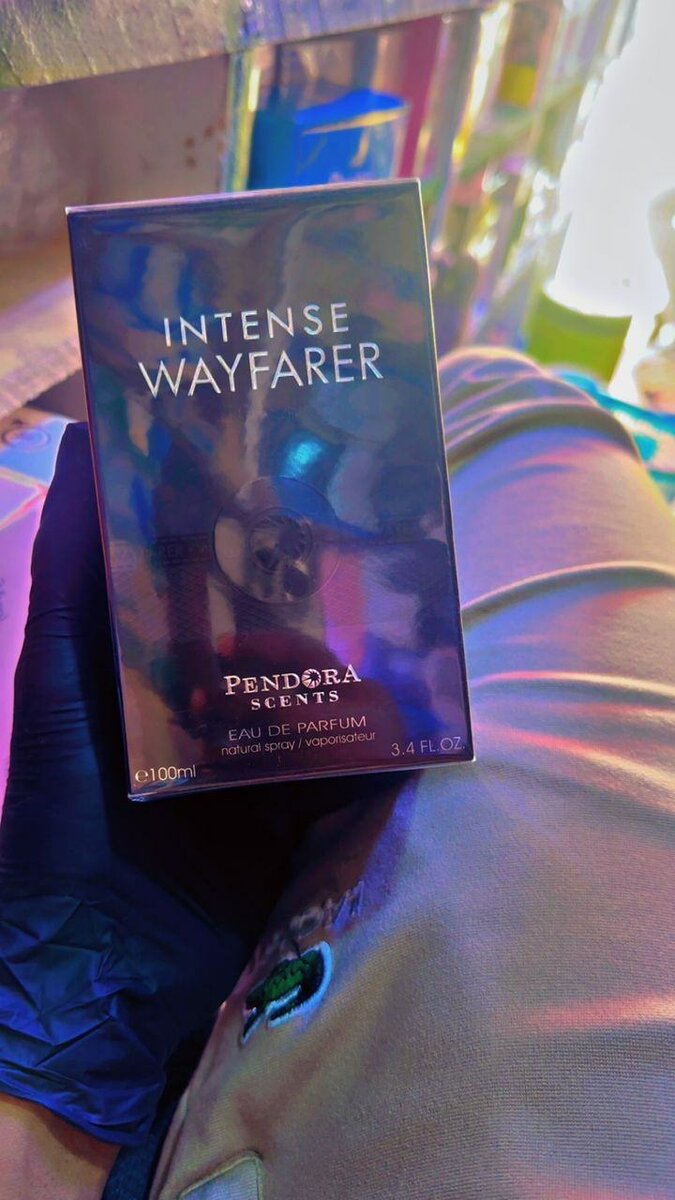 INTENSE
WAYFARER
PENDORA
SCENTS
EAU DE PARFUM
natural spray / vaporisateur
℮100ml
3.4 FL.OZ.